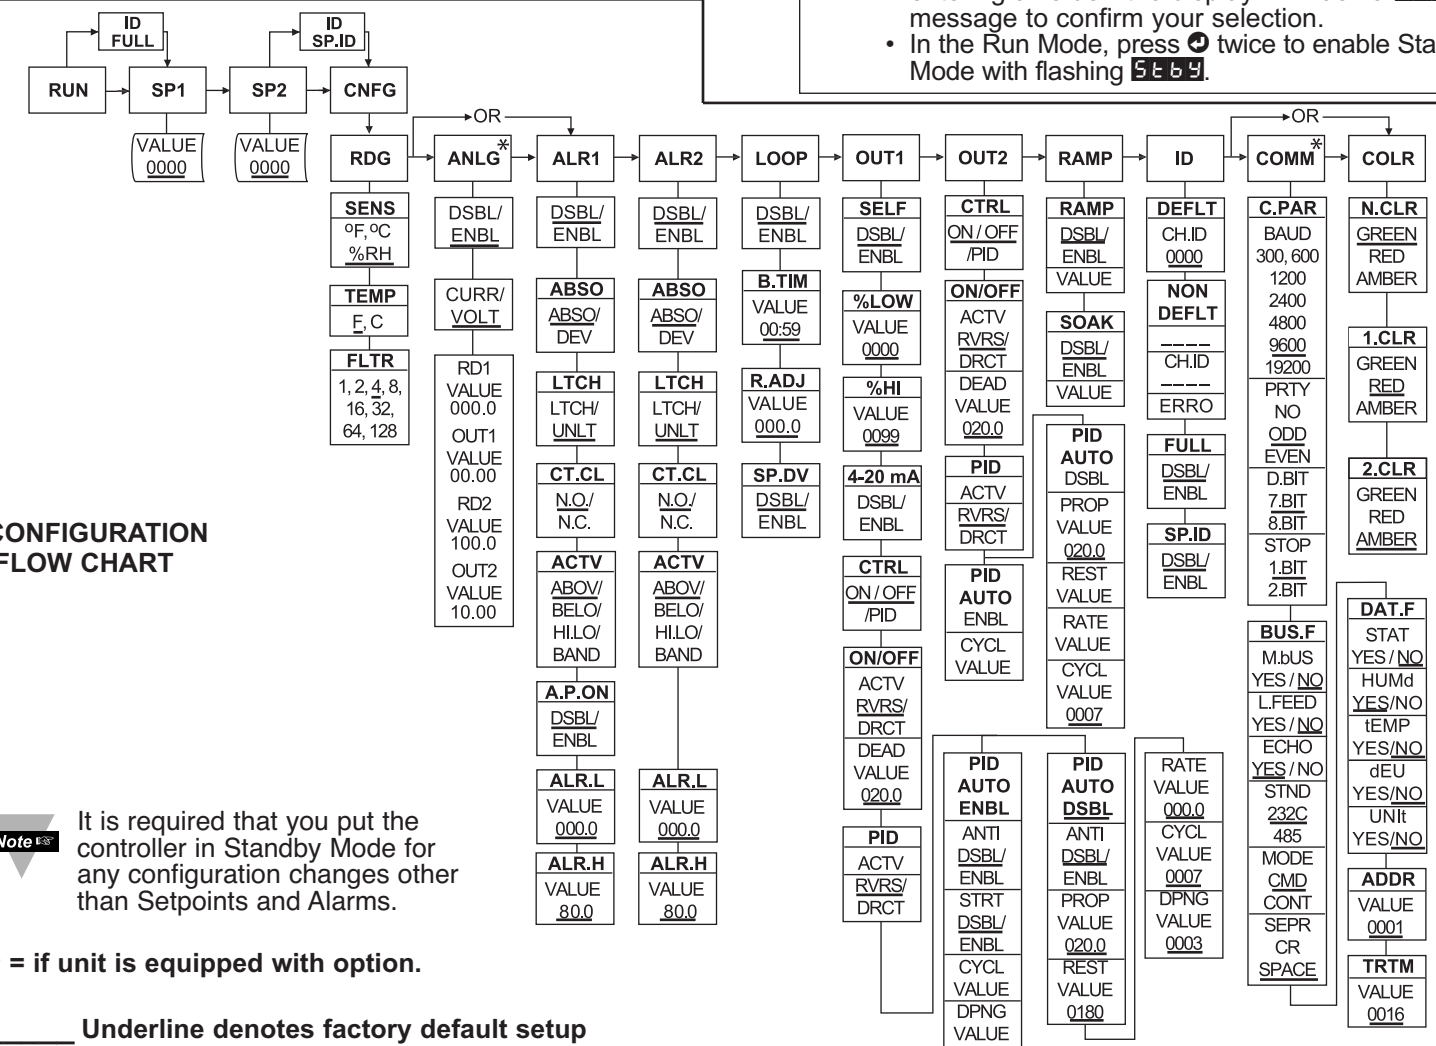 message to confirm your selection.
• In the Run Mode, press twice to enable Sta
Mode with flashing Stby.
ID
FULL
ID
SP.ID
RUN
SP1
SP2
CNFG
VALUE
0000
VALUE
0000
OR
OR
RDG
ANLG*
ALR1
ALR2
LOOP
OUT1
OUT2
RAMP
ID
COMM*
COLR
SENS
ºF, ºC
%RH
TEMP
F, C
FLTR
1, 2, 4, 8,
16, 32,
64, 128
DSBL/
ENBL
CURR/
VOLT
RD1
VALUE
000.0
OUT1
VALUE
00.00
RD2
VALUE
100.0
OUT2
VALUE
10.00
DSBL/
ENBL
ABSO
ABSO/
DEV
LTCH
LTCH/
UNLT
CT.CL
N.O./
N.C.
ACTV
ABOV/
BELO/
HI.LO/
BAND
A.P.ON
DSBL/
ENBL
ALR.L
VALUE
000.0
ALR.H
VALUE
80.0
DSBL/
ENBL
ABSO
ABSO/
DEV
LTCH
LTCH/
UNLT
CT.CL
N.O./
N.C.
ACTV
ABOV/
BELO/
HI.LO/
BAND
ALR.L
VALUE
000.0
ALR.H
VALUE
80.0
DSBL/
ENBL
B.TIM
VALUE
00:59
R.ADJ
VALUE
000.0
SP.DV
DSBL/
ENBL
SELF
DSBL/
ENBL
%LOW
VALUE
0000
%HI
VALUE
0099
4-20 mA
DSBL/
ENBL
CTRL
ON / OFF
/PID
ON/OFF
ACTV
RVRS/
DRCT
DEAD
VALUE
020.0
PID
ACTV
RVRS/
DRCT
CTRL
ON / OFF
/PID
ON/OFF
ACTV
RVRS/
DRCT
DEAD
VALUE
020.0
PID
ACTV
RVRS/
DRCT
PID
AUTO
ENBL
CYCL
VALUE
PID
AUTO
ENBL
ANTI
DSBL/
ENBL
STRT
DSBL/
ENBL
CYCL
VALUE
DPNG
VALUE
RAMP
DSBL/
ENBL
VALUE
SOAK
DSBL/
ENBL
VALUE
PID
AUTO
DSBL
PROP
VALUE
020.0
REST
VALUE
RATE
VALUE
CYCL
VALUE
0007
PID
AUTO
DSBL
ANTI
DSBL/
ENBL
PROP
VALUE
020.0
REST
VALUE
0180
DEFLT
CH.ID
0000
NON
DEFLT
_ _ _ _
CH.ID
_ _ _ _
ERRO
FULL
DSBL/
ENBL
SP.ID
DSBL/
ENBL
RATE
VALUE
000.0
CYCL
VALUE
0007
DPNG
VALUE
0003
C.PAR
BAUD
300, 600
1200
2400
4800
9600
19200
PRTY
NO
ODD
EVEN
D.BIT
7.BIT
8.BIT
STOP
1.BIT
2.BIT
BUS.F
M.bUS
YES / NO
L.FEED
YES / NO
ECHO
YES / NO
STND
232C
485
MODE
CMD
CONT
SEPR
CR
SPACE
N.CLR
GREEN
RED
AMBER
1.CLR
GREEN
RED
AMBER
2.CLR
GREEN
RED
AMBER
DAT.F
STAT
YES / NO
HUMd
YES/NO
tEMP
YES/NO
dEU
YES/NO
UNIt
YES/NO
ADDR
VALUE
0001
TRTM
VALUE
0016
CONFIGURATION
FLOW CHART
Note
It is required that you put the
controller in Standby Mode for
any configuration changes other
than Setpoints and Alarms.
= if unit is equipped with option.
Underline denotes factory default setup